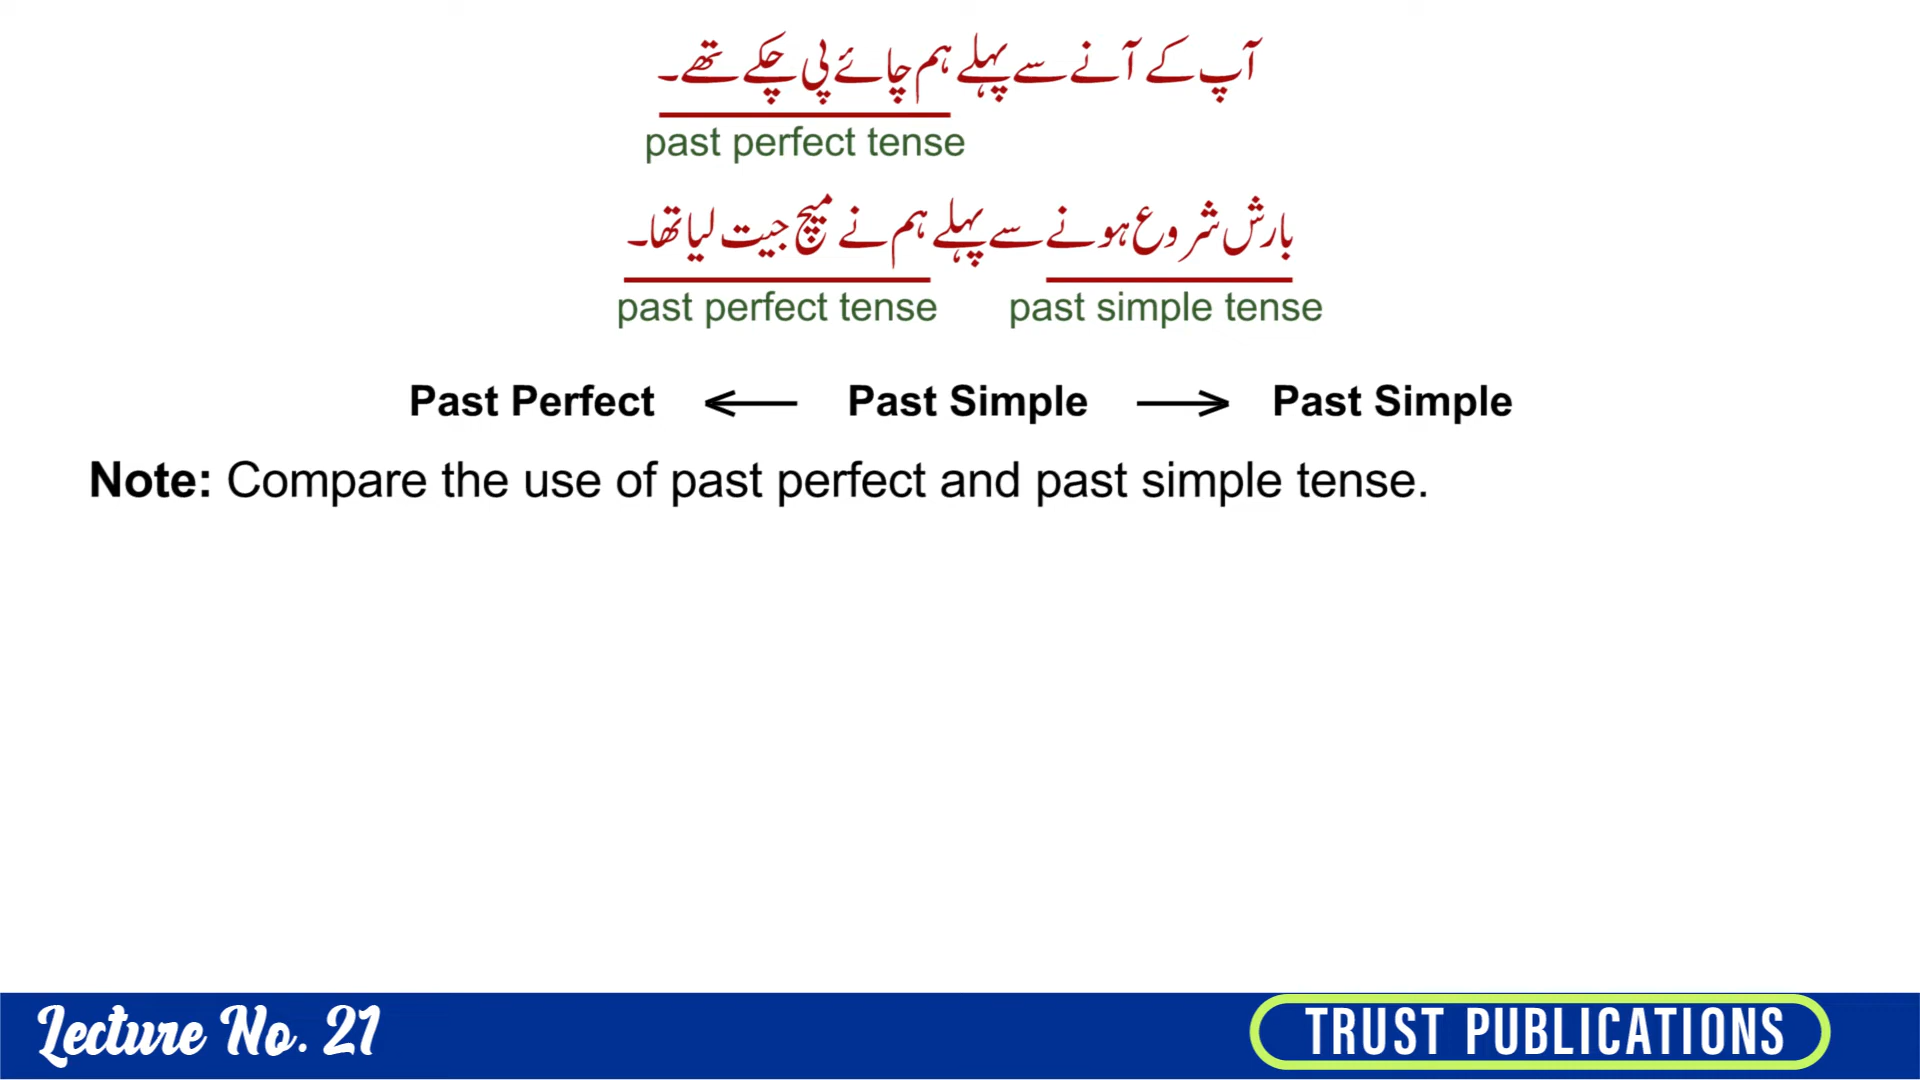 آپ کے آنے سے پہلے ہم چائے پی چکے تھے۔
past perfect tense
بارش شروع ہونے سے پہلے ہم نے میچ جیت لیا تھا۔
past perfect tense past simple tense
Past Perfect ← Past Simple → Past Simple
Note: Compare the use of past perfect and past simple tense.
Lecture No. 21
TRUST PUBLICATIONS